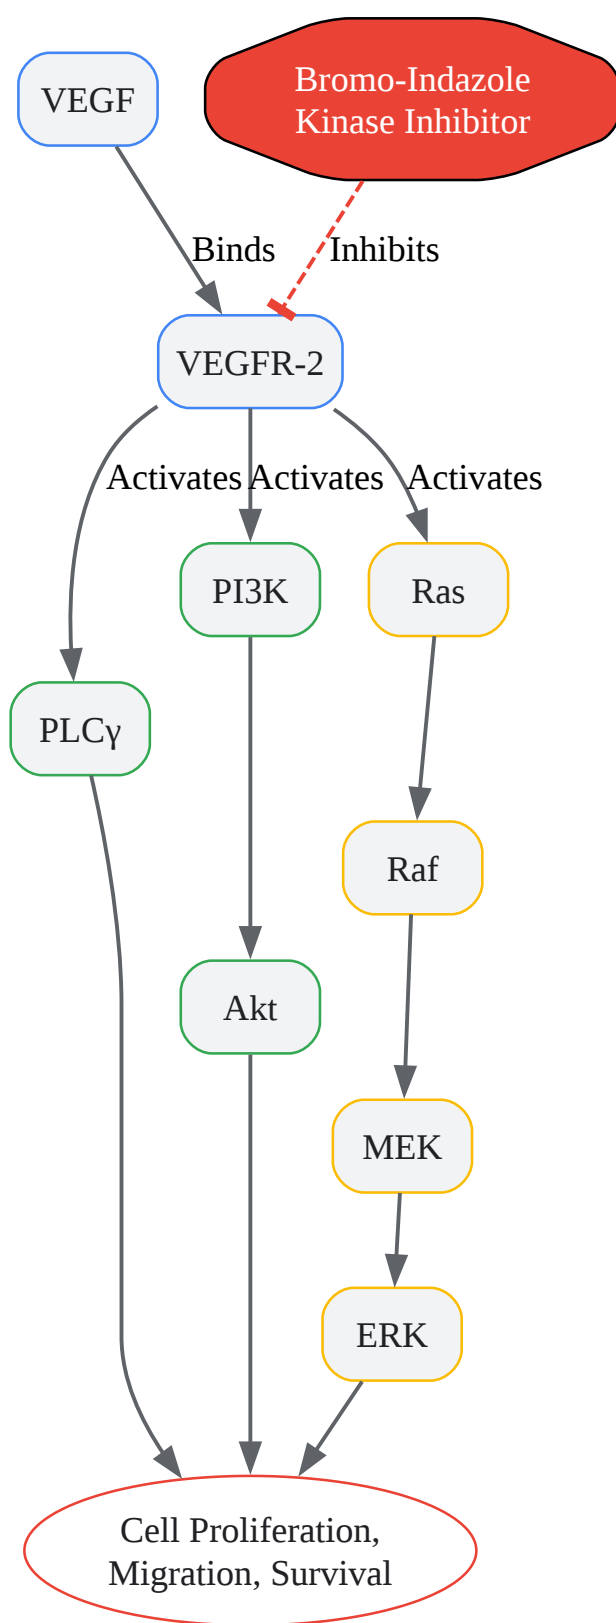 VEGF
Bromo-Indazole
Kinase Inhibitor
Binds
Inhibits
VEGFR-2
Activates
Activates
Activates
PI3K
Ras
PLCγ
Raf
Akt
MEK
ERK
Cell Proliferation,
Migration, Survival